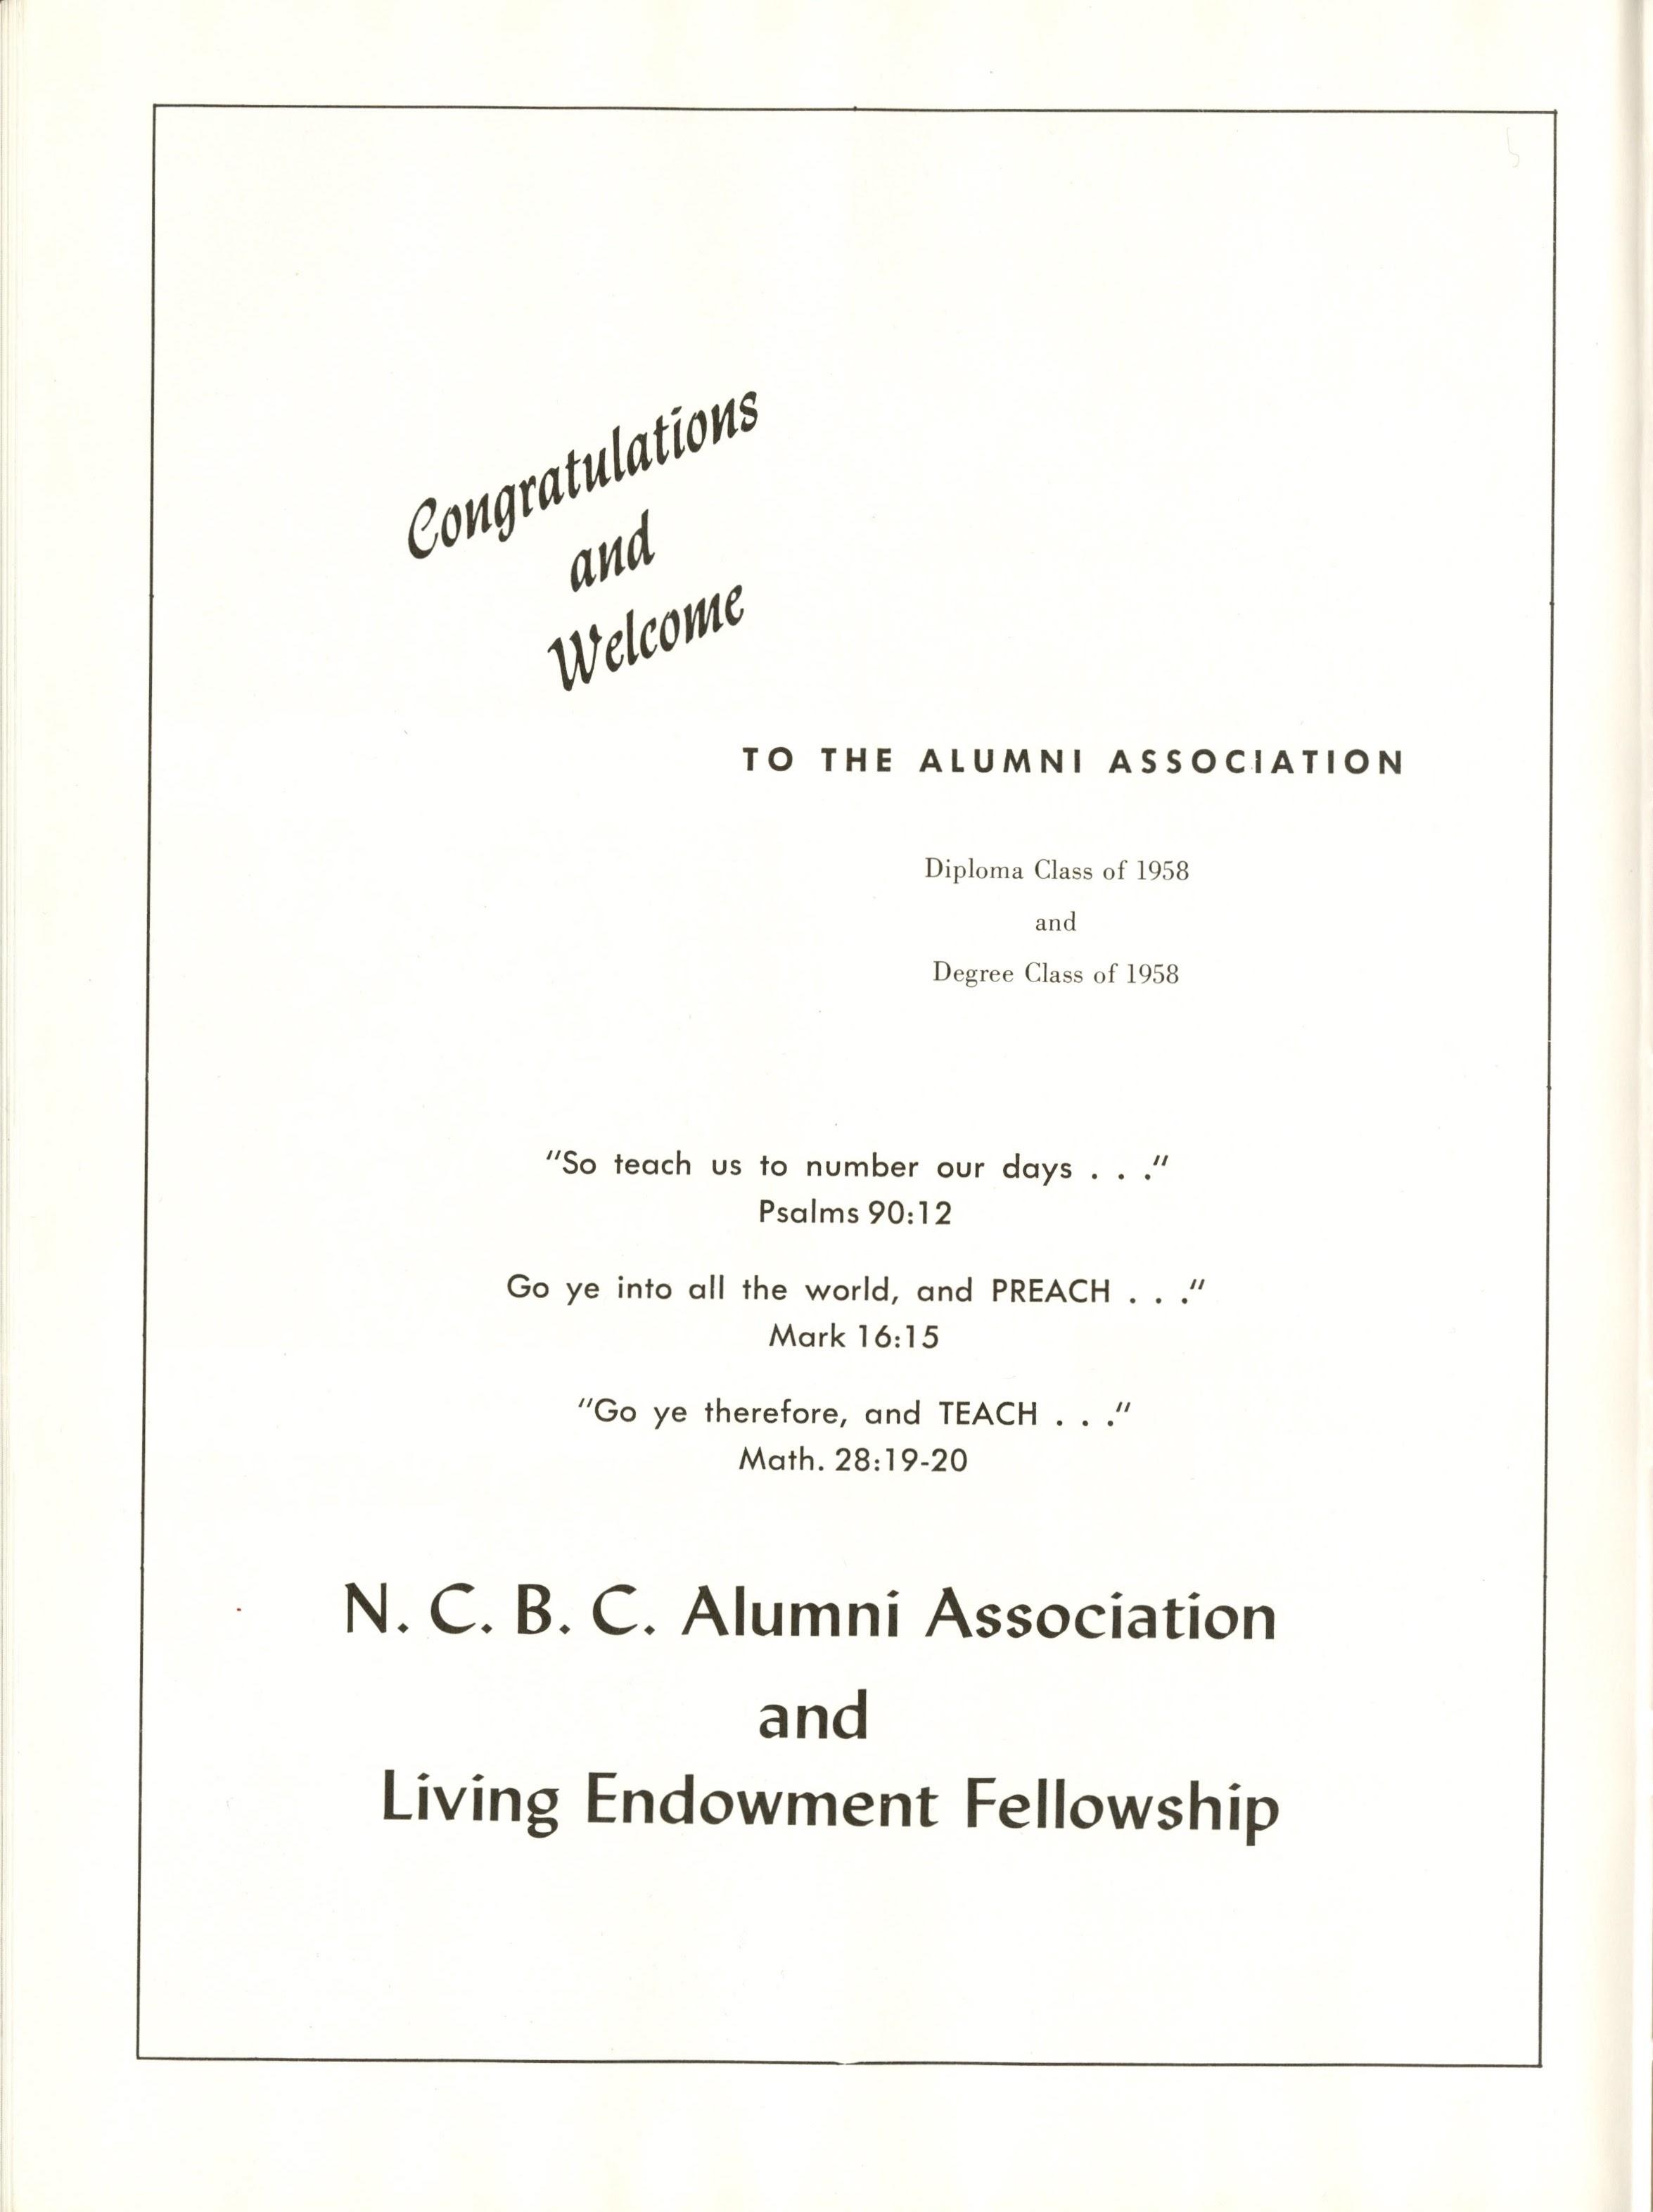 Congratulations
and
Welcome
TO THE ALUMNI ASSOCIATION
Diploma Class of 1958
and
Degree Class of 1958
"So teach us to number our days . . ."
Psalms 90:12
Go ye into all the world, and PREACH . . ."
Mark 16:15
"Go ye therefore, and TEACH . . ."
Math. 28:19-20
N. C. B. C. Alumni Association
and
Living Endowment Fellowship